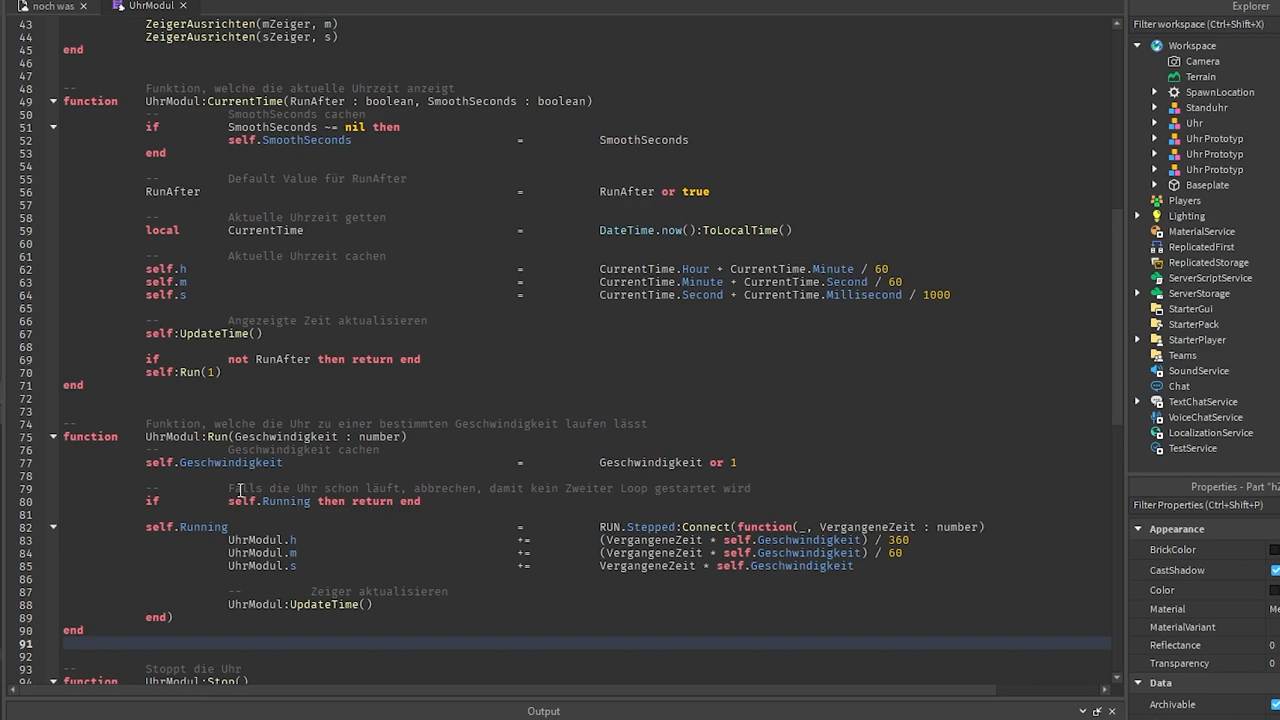 noch was ×
UhrModul ×
43 ZeigerAusrichten(mZeiger, m)
44 ZeigerAusrichten(sZeiger, s)
45 end
46
47
48 -- Funktion, welche die aktuelle Uhrzeit anzeigt
49 function UhrModul:CurrentTime(RunAfter : boolean, SmoothSeconds : boolean)
50 -- SmoothSeconds cachen
51 if SmoothSeconds ~= nil then
52 self.SmoothSeconds = SmoothSeconds
53 end
54
55 -- Default Value für RunAfter
56 RunAfter = RunAfter or true
57
58 -- Aktuelle Uhrzeit getten
59 local CurrentTime = DateTime.now():ToLocalTime()
60
61 -- Aktuelle Uhrzeit cachen
62 self.h = CurrentTime.Hour + CurrentTime.Minute / 60
63 self.m = CurrentTime.Minute + CurrentTime.Second / 60
64 self.s = CurrentTime.Second + CurrentTime.Millisecond / 1000
65
66 -- Angezeigte Zeit aktualisieren
67 self:UpdateTime()
68
69 if not RunAfter then return end
70 self:Run(1)
71 end
72
73
74 -- Funktion, welche die Uhr zu einer bestimmten Geschwindigkeit laufen lässt
75 function UhrModul:Run(Geschwindigkeit : number)
76 -- Geschwindigkeit cachen
77 self.Geschwindigkeit = Geschwindigkeit or 1
78
79 -- Falls die Uhr schon läuft, abbrechen, damit kein Zweiter Loop gestartet wird
80 if self.Running then return end
81
82 self.Running = RUN.Stepped:Connect(function(_, VergangeneZeit : number)
83 UhrModul.h += (VergangeneZeit * self.Geschwindigkeit) / 360
84 UhrModul.m += (VergangeneZeit * self.Geschwindigkeit) / 60
85 UhrModul.s += VergangeneZeit * self.Geschwindigkeit
86
87 -- Zeiger aktualisieren
88 UhrModul:UpdateTime()
89 end)
90 end
91
92
93 -- Stoppt die Uhr
94 function UhrModul:Stop()
Output
Explorer
Filter workspace (Ctrl+Shift+X)
Workspace
Camera
Terrain
SpawnLocation
Standuhr
Uhr
Uhr Prototyp
Uhr Prototyp
Uhr Prototyp
Baseplate
Players
Lighting
MaterialService
ReplicatedFirst
ReplicatedStorage
ServerScriptService
ServerStorage
StarterGui
StarterPack
StarterPlayer
Teams
SoundService
Chat
TextChatService
VoiceChatService
LocalizationService
TestService
Properties - Part "h
Filter Properties (Ctrl+Shift+P)
Appearance
BrickColor
CastShadow
Color
Material Me
MaterialVariant
Reflectance 0
Transparency 0
Data
Archivable